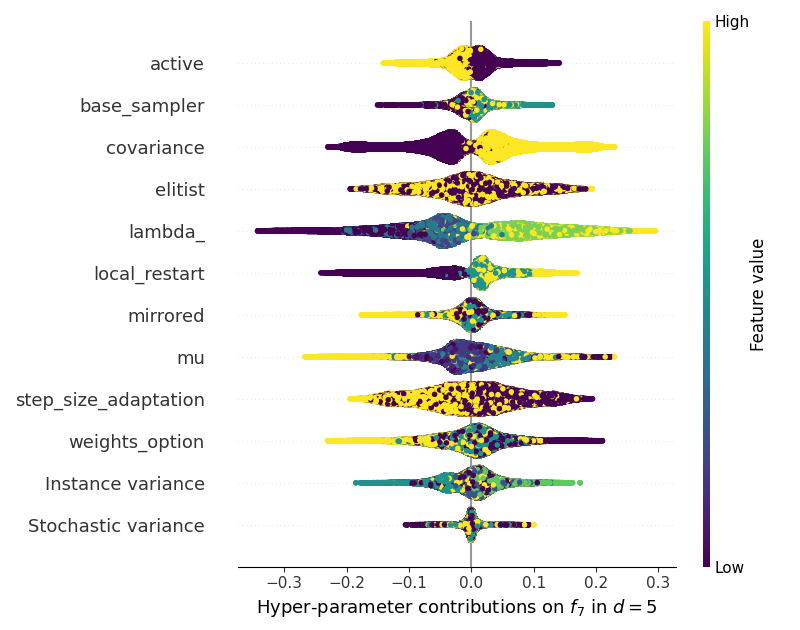 High
active
base_sampler
covariance
elitist
lambda_
local_restart
mirrored
mu
step_size_adaptation
weights_option
Instance variance
Stochastic variance
Feature value
Low
−0.3 −0.2 −0.1 0.0 0.1 0.2 0.3
Hyper-parameter contributions on f₇ in d = 5